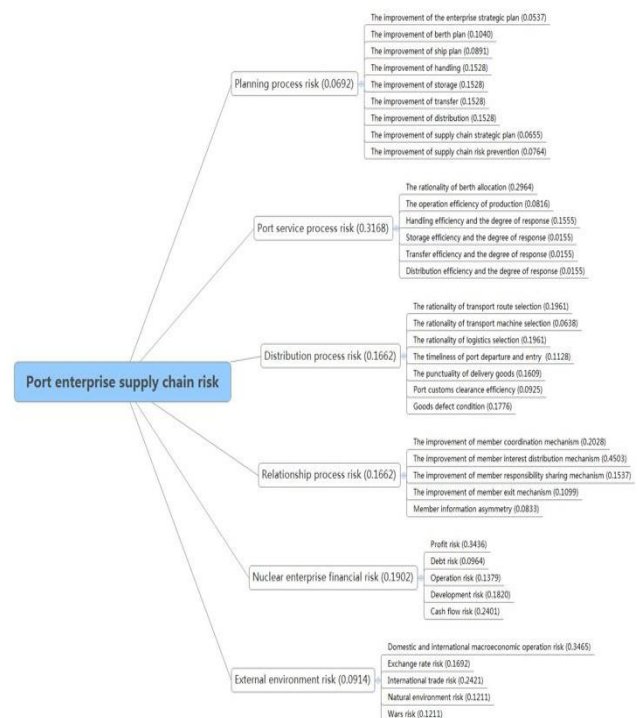 Port enterprise supply chain risk
Planning process risk (0.0692)
The improvement of the enterprise strategic plan (0.0537)
The improvement of berth plan (0.1040)
The improvement of ship plan (0.0891)
The improvement of handling (0.1528)
The improvement of storage (0.1528)
The improvement of transfer (0.1528)
The improvement of distribution (0.1528)
The improvement of supply chain strategic plan (0.0655)
The improvement of supply chain risk prevention (0.0764)
Port service process risk (0.3168)
The rationality of berth allocation (0.2964)
The operation efficiency of production (0.0816)
Handling efficiency and the degree of response (0.1555)
Storage efficiency and the degree of response (0.0155)
Transfer efficiency and the degree of response (0.0155)
Distribution efficiency and the degree of response (0.0155)
Distribution process risk (0.1662)
The rationality of transport route selection (0.1961)
The rationality of transport machine selection (0.0638)
The rationality of logistics selection (0.1961)
The timeliness of port departure and entry (0.1128)
The punctuality of delivery goods (0.1609)
Port customs clearance efficiency (0.0925)
Goods defect condition (0.1776)
Relationship process risk (0.1662)
The improvement of member coordination mechanism (0.2028)
The improvement of member interest distribution mechanism (0.4503)
The improvement of member responsibility sharing mechanism (0.1537)
The improvement of member exit mechanism (0.1099)
Member information asymmetry (0.0833)
Nuclear enterprise financial risk (0.1902)
Profit risk (0.3436)
Debt risk (0.0964)
Operation risk (0.1379)
Development risk (0.1820)
Cash flow risk (0.2401)
External environment risk (0.0914)
Domestic and international macroeconomic operation risk (0.3465)
Exchange rate risk (0.1692)
International trade risk (0.2421)
Natural environment risk (0.1211)
Wars risk (0.1211)